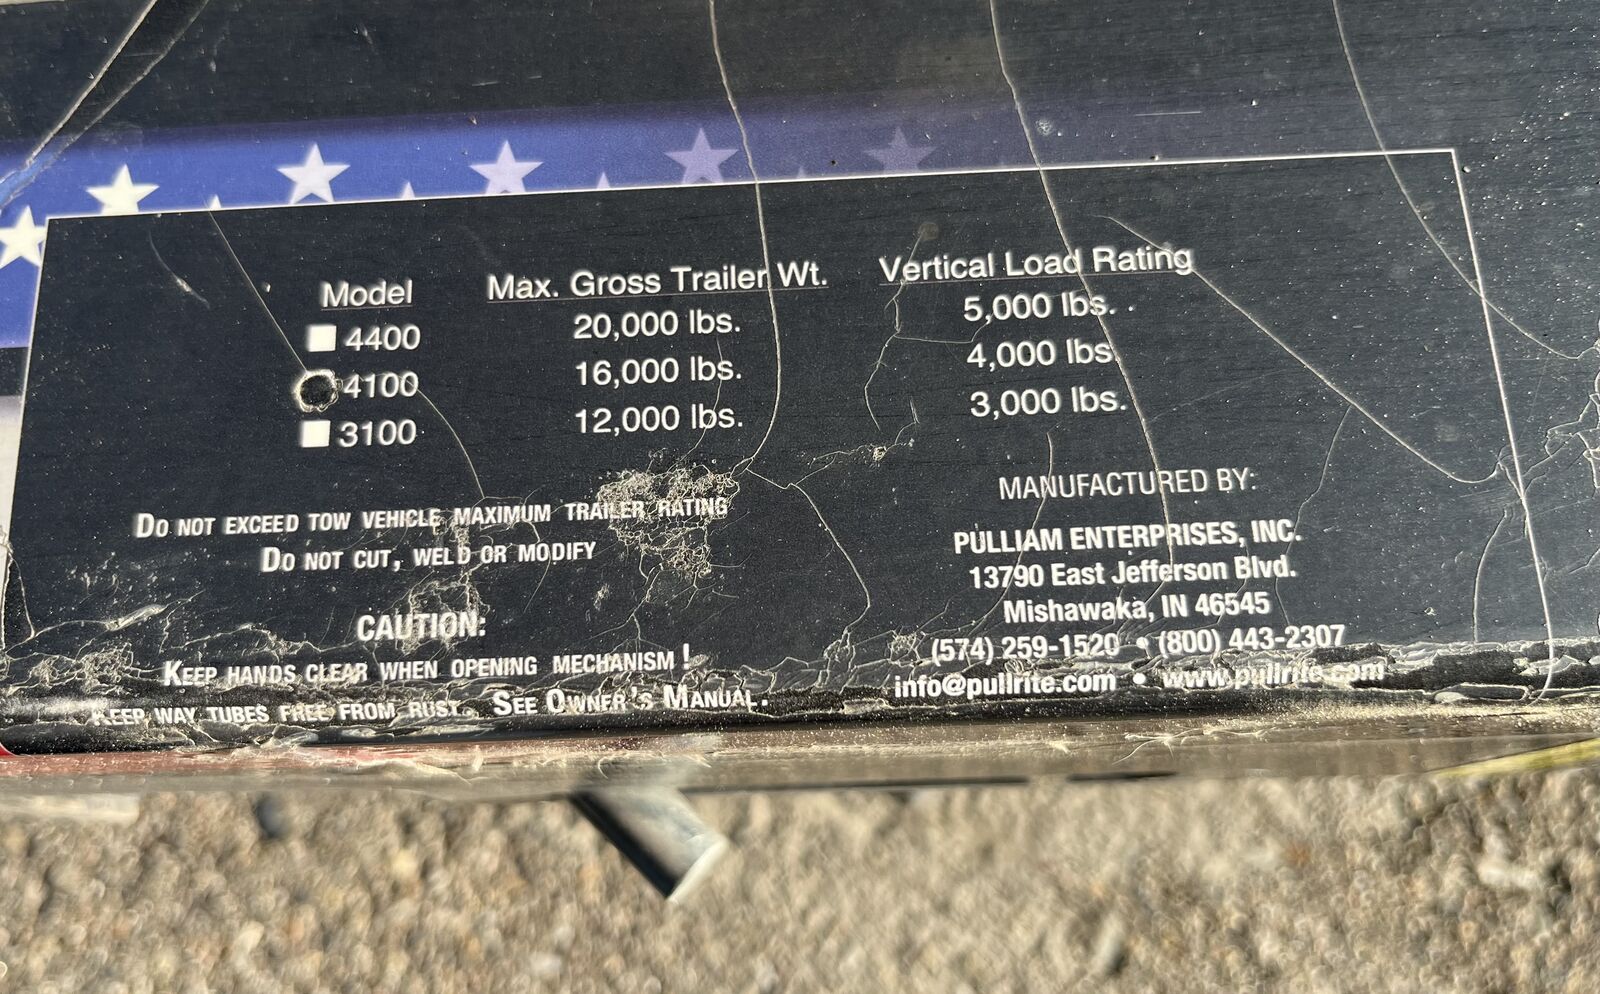 Model Max. Gross Trailer Wt. Vertical Load Rating
4400 20,000 lbs. 5,000 lbs.
4100 16,000 lbs. 4,000 lbs.
3100 12,000 lbs. 3,000 lbs.
DO NOT EXCEED TOW VEHICLE MAXIMUM TRAILER RATING
DO NOT CUT, WELD OR MODIFY
CAUTION:
KEEP HANDS CLEAR WHEN OPENING MECHANISM!
KEEP WAY TUBES FREE FROM RUST. SEE OWNER'S MANUAL.
MANUFACTURED BY:
PULLIAM ENTERPRISES, INC.
13790 East Jefferson Blvd.
Mishawaka, IN 46545
(574) 259-1520 • (800) 443-2307
info@pullrite.com • www.pullrite.com